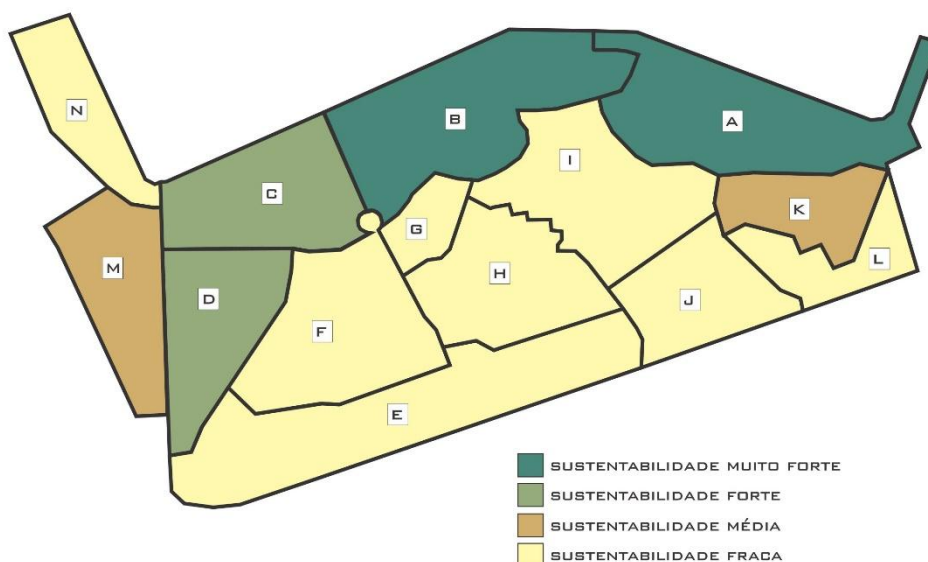 N
B
A
I
C
K
G
M
H
L
D
J
F
E
SUSTENTABILIDADE MUITO FORTE
SUSTENTABILIDADE FORTE
SUSTENTABILIDADE MÉDIA
SUSTENTABILIDADE FRACA